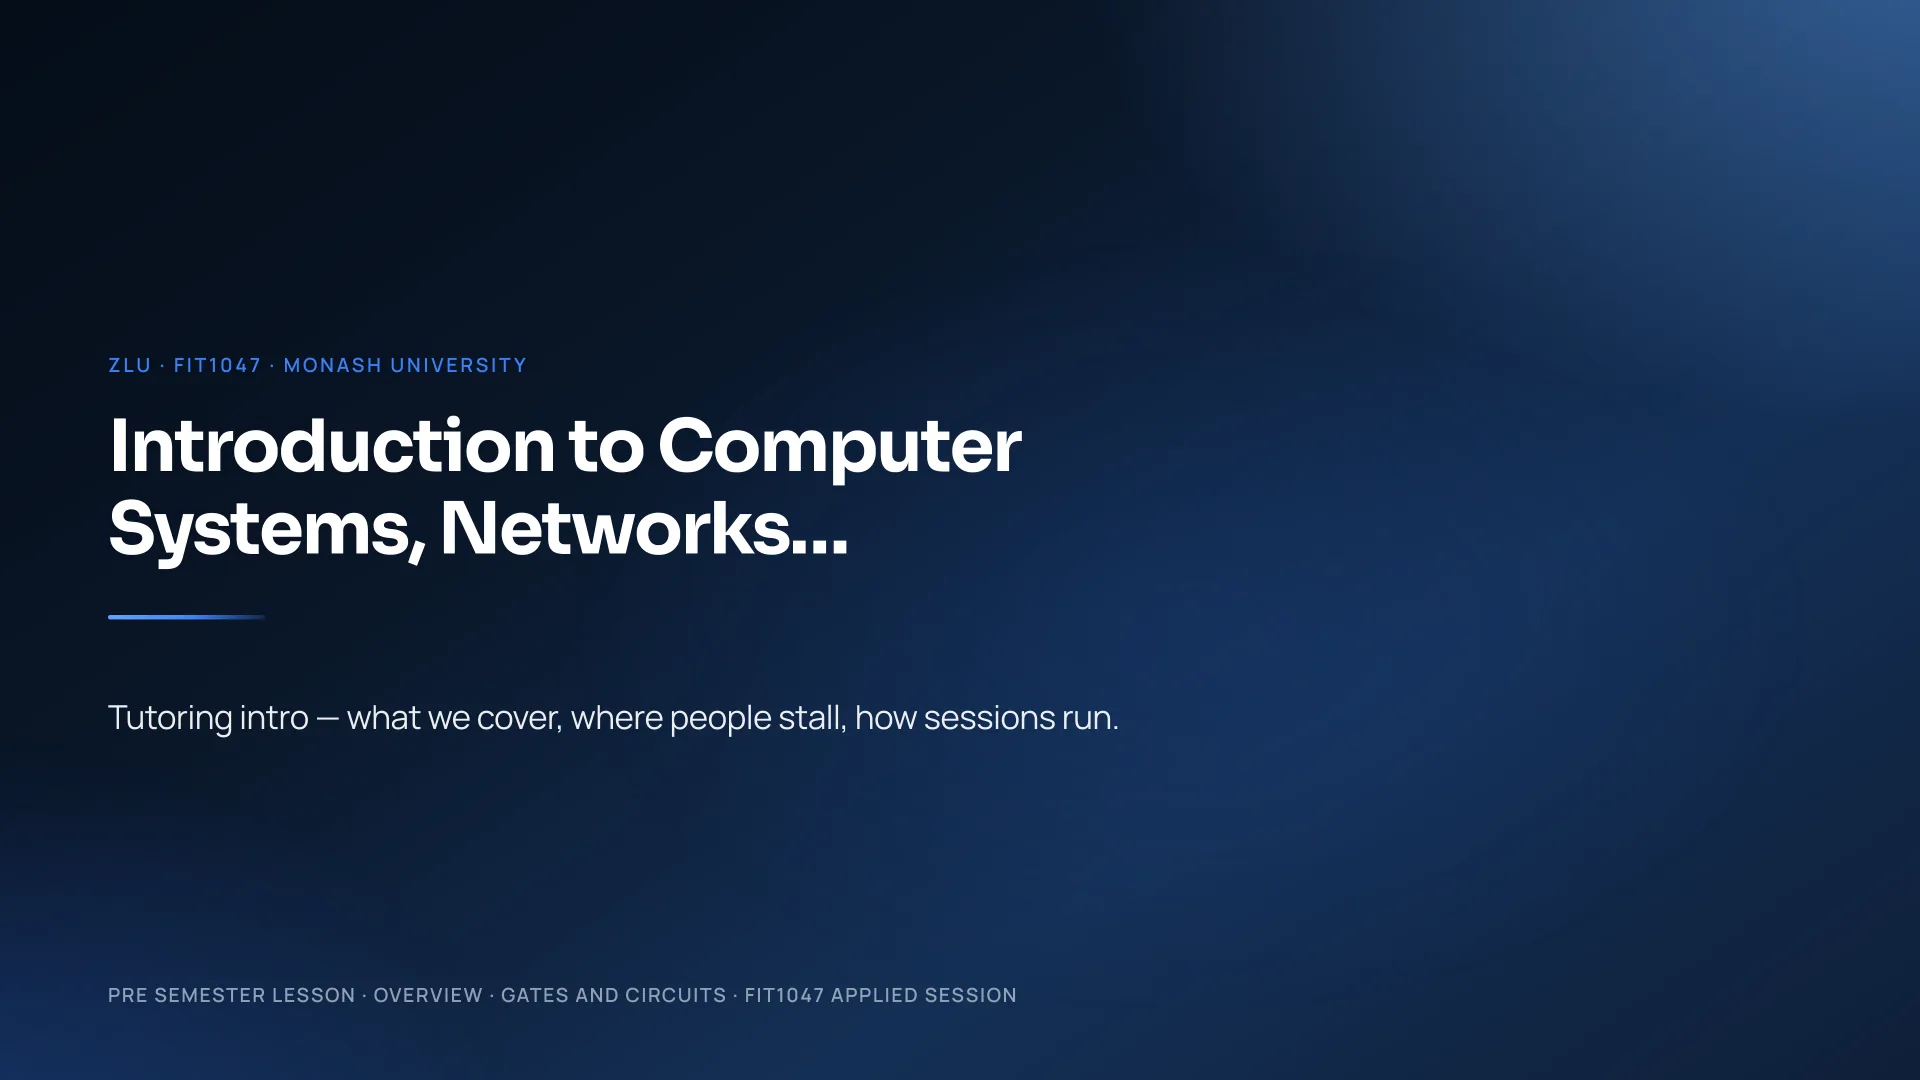 ZLU · FIT1047 · MONASH UNIVERSITY
Introduction to Computer
Systems, Networks...
Tutoring intro — what we cover, where people stall, how sessions run.
PRE SEMESTER LESSON · OVERVIEW · GATES AND CIRCUITS · FIT1047 APPLIED SESSION